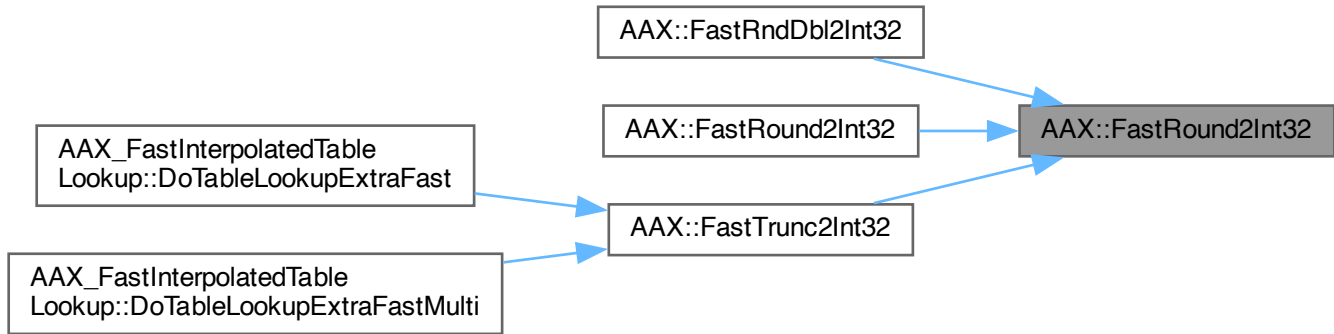 AAX::FastRndDbl2Int32
AAX::FastRound2Int32
AAX::FastRound2Int32
AAX_FastInterpolatedTable
Lookup::DoTableLookupExtraFast
AAX::FastTrunc2Int32
AAX_FastInterpolatedTable
Lookup::DoTableLookupExtraFastMulti